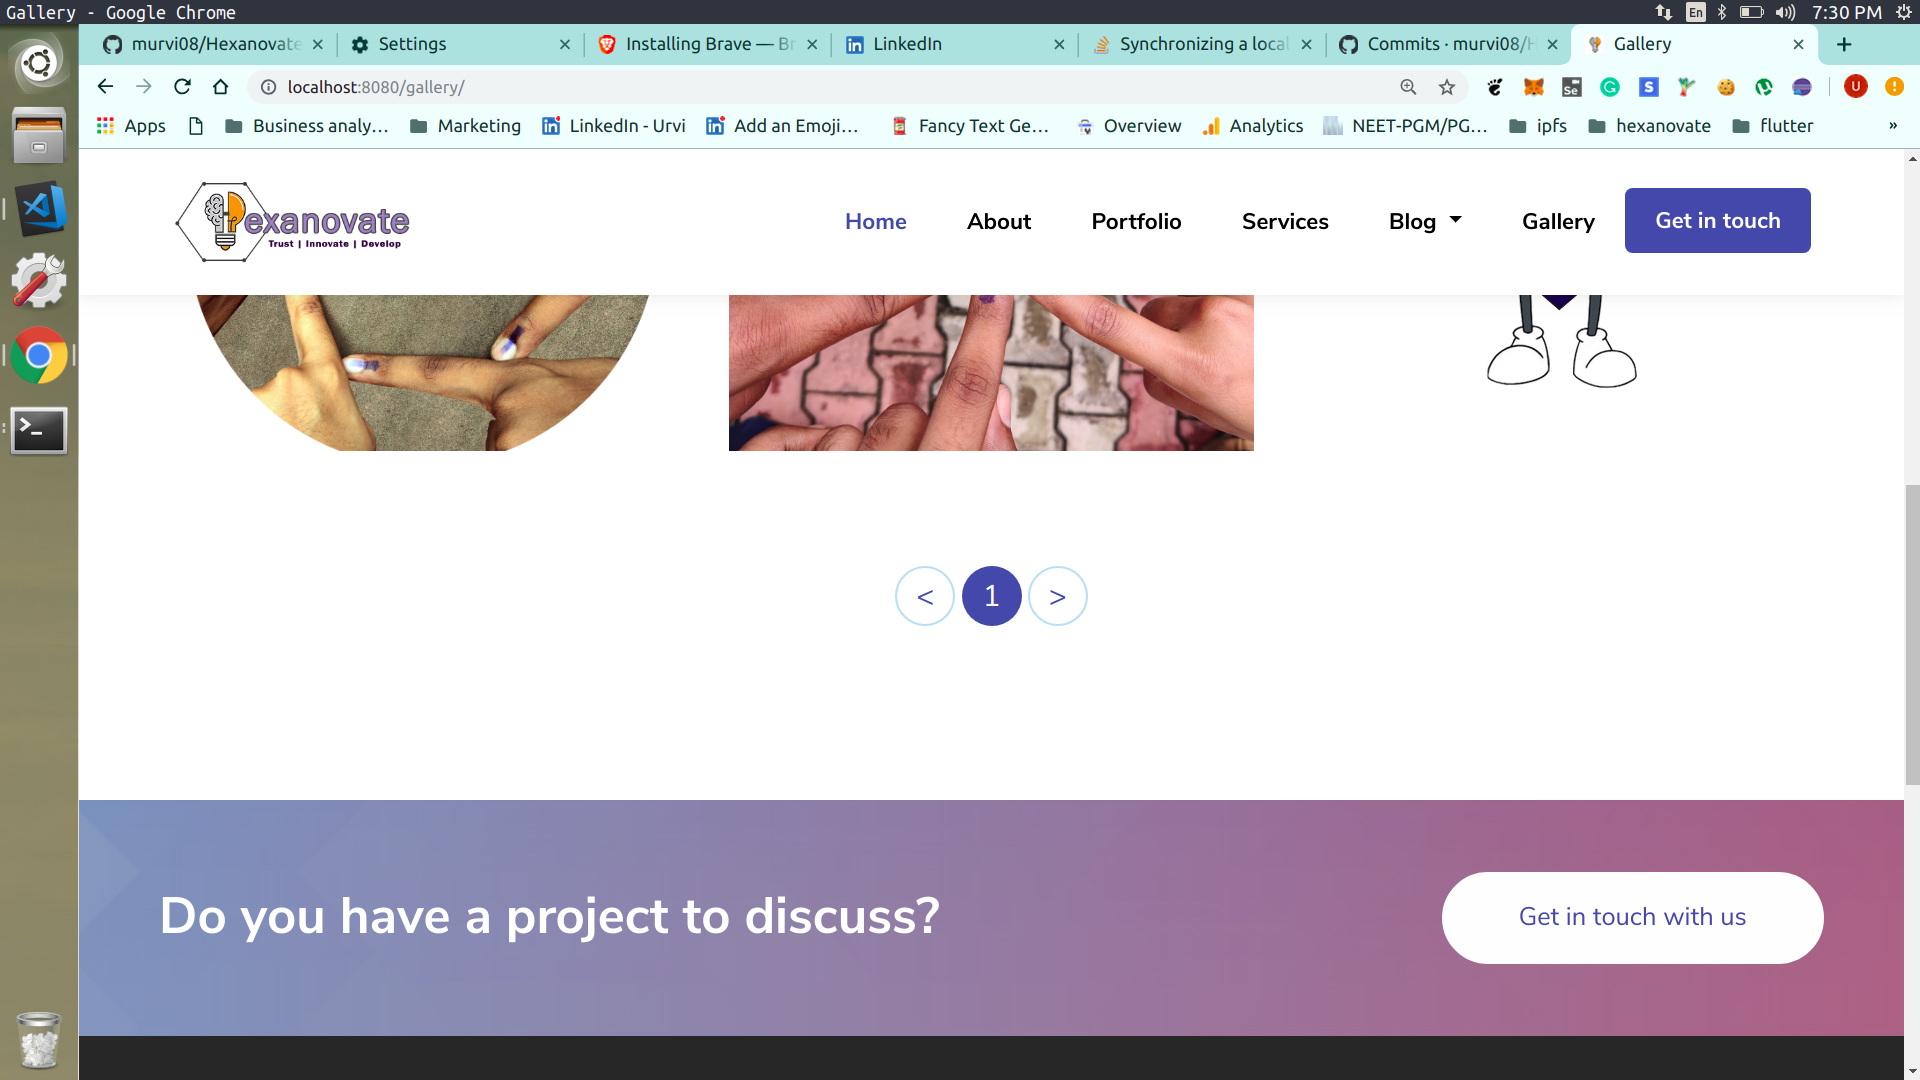 Gallery - Google Chrome
En
7:30 PM
murvi08/Hexanovate
Settings
Installing Brave — Br
LinkedIn
Synchronizing a local
Commits · murvi08/H
Gallery
localhost:8080/gallery/
Se
G
S
U
Apps
Business analy...
Marketing
LinkedIn - Urvi
Add an Emoji...
Fancy Text Ge...
Overview
Analytics
NEET-PGM/PG...
ipfs
hexanovate
flutter
»
exanovate
Trust | Innovate | Develop
Home
About
Portfolio
Services
Blog
Gallery
Get in touch
< 1 >
Do you have a project to discuss?
Get in touch with us